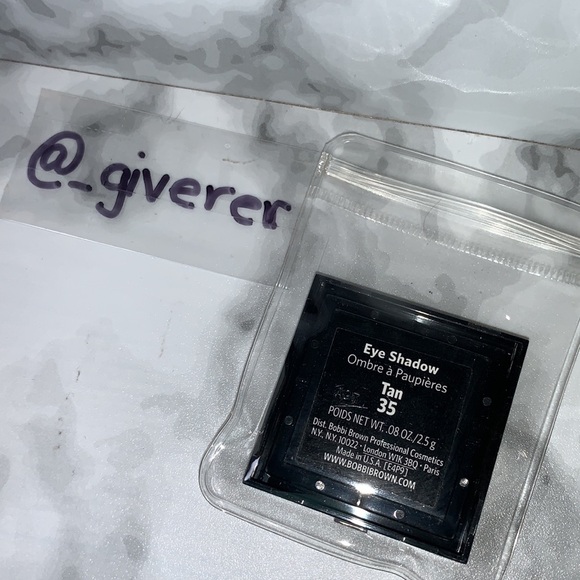 @_giverer
Eye Shadow
Ombre à Paupières
Tan
35
POIDS NET WT. .08 OZ./2.5 g
Dist. Bobbi Brown Professional Cosmetics
N.Y., N.Y. 10022 · London W1K 3BQ · Paris
Made in U.S.A. [E4P9]
WWW.BOBBIBROWN.COM